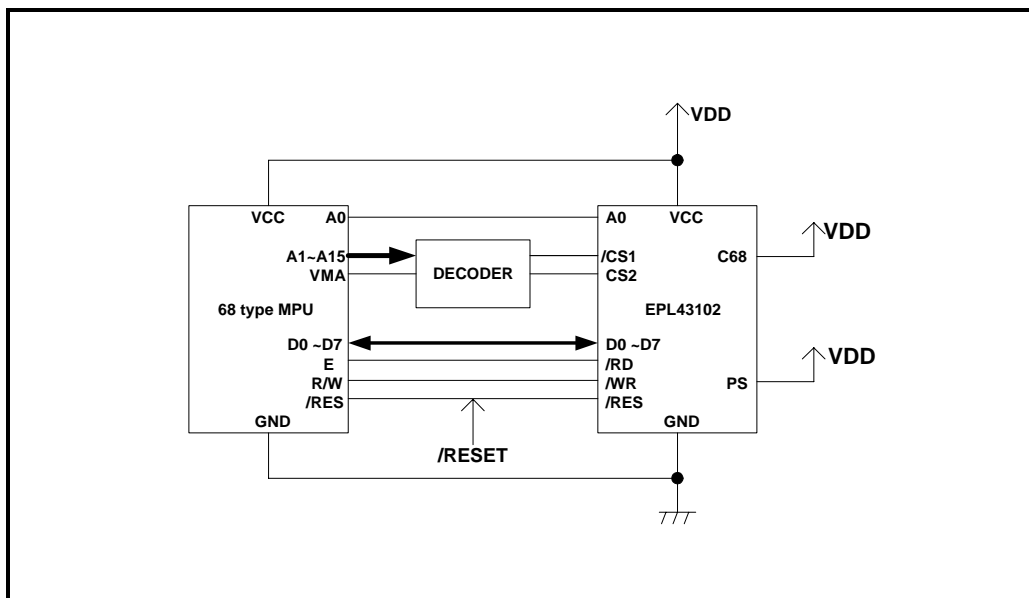 VDD
VCC
A0
A0
VCC
A1~A15
VMA
DECODER
/CS1
CS2
C68
VDD
68 type MPU
EPL43102
D0 ~D7
E
R/W
/RES
D0 ~D7
/RD
/WR
/RES
PS
VDD
GND
GND
/RESET